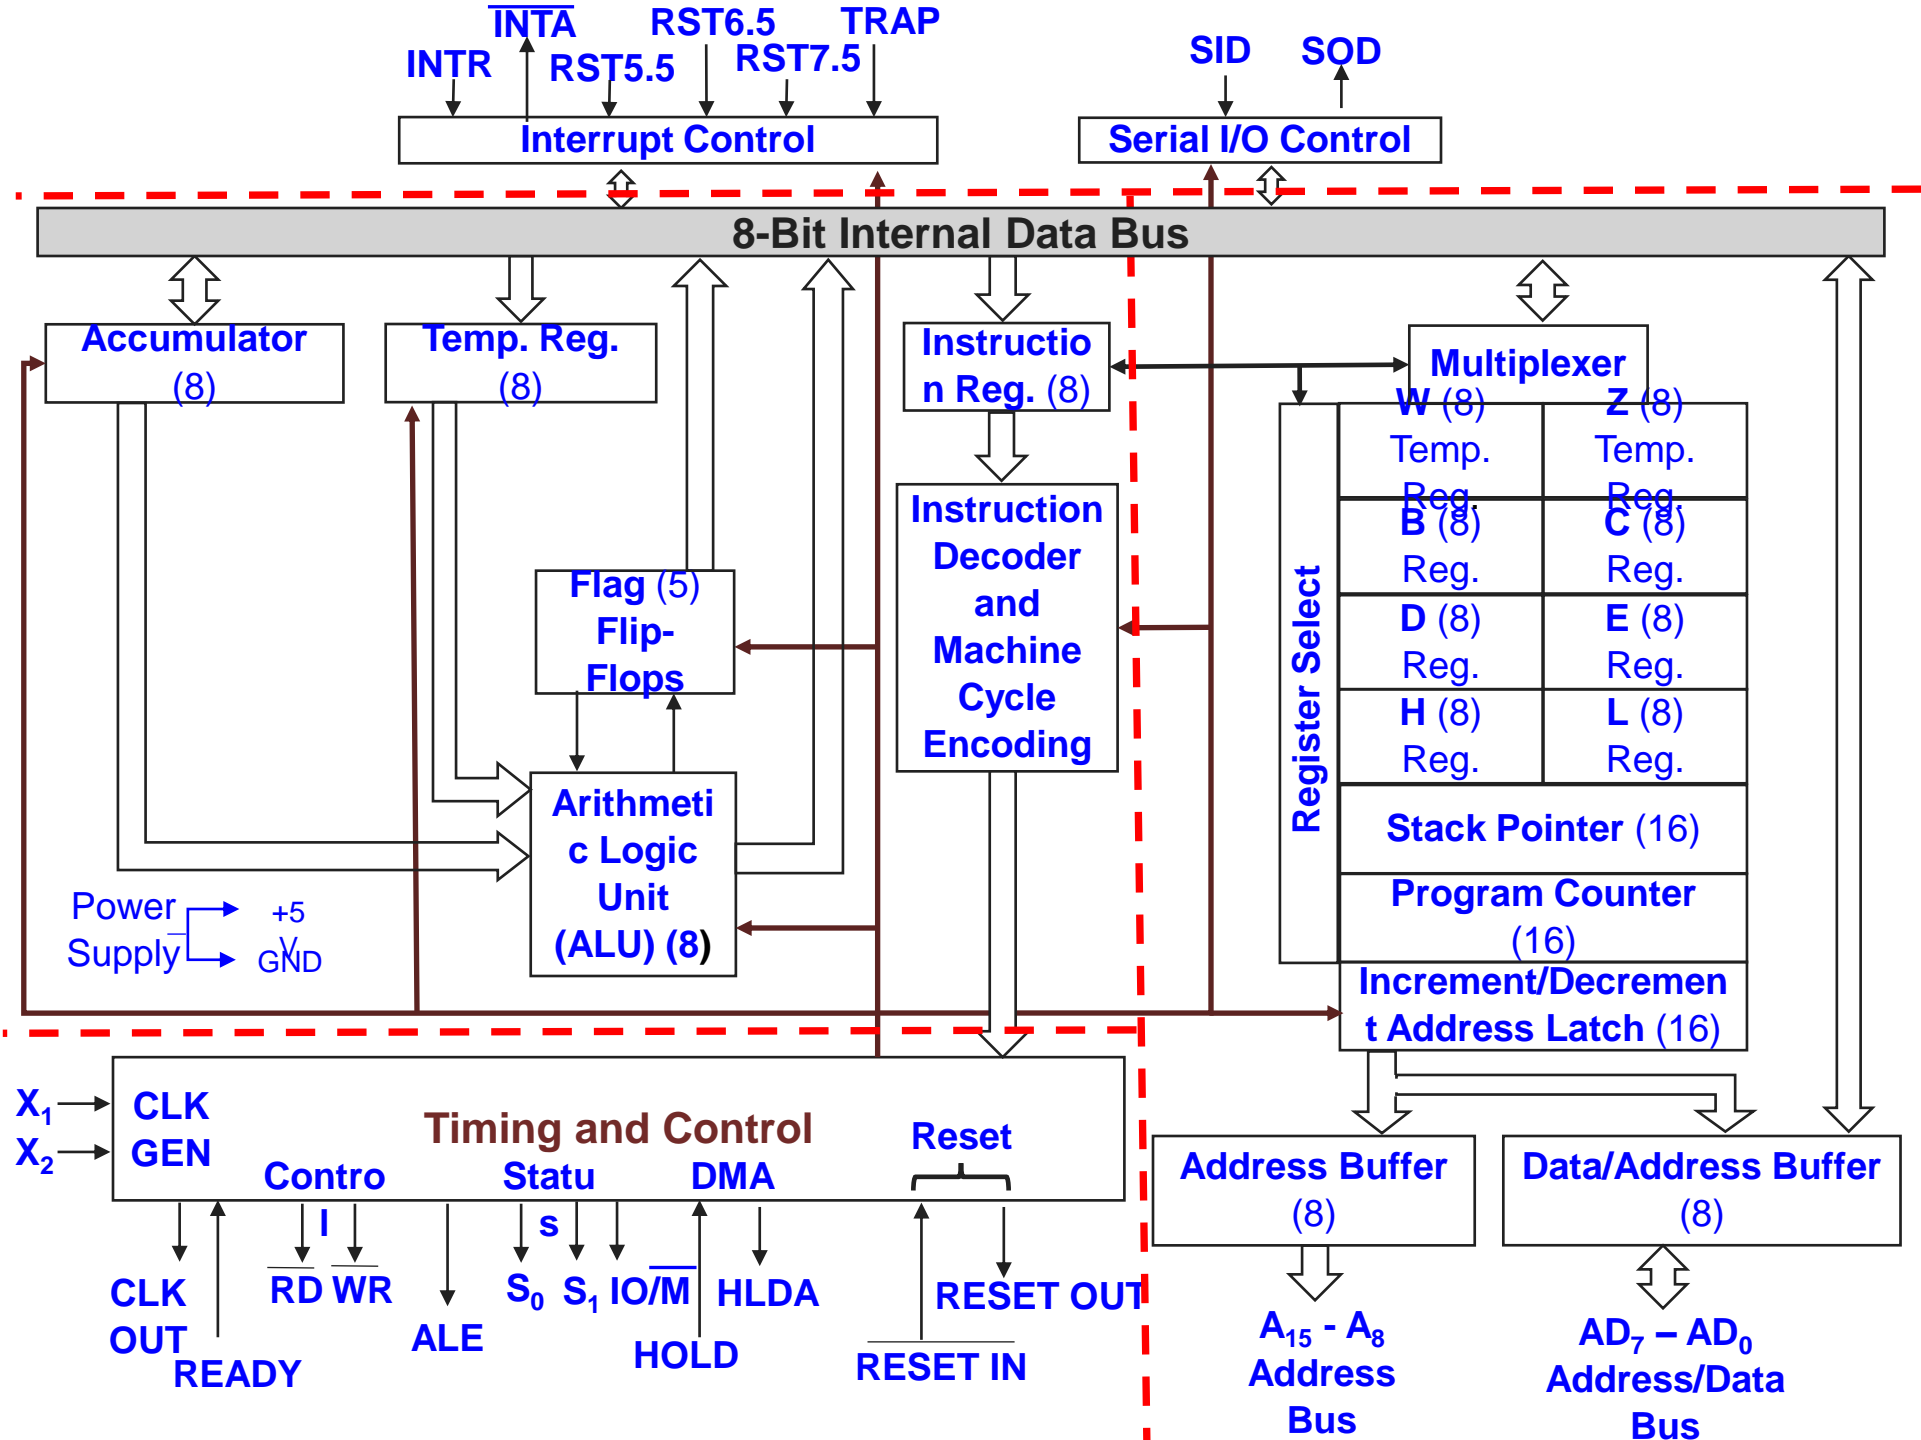 INTA
RST6.5
TRAP
INTR
RST5.5
RST7.5
SID
SOD
Interrupt Control
Serial I/O Control
8-Bit Internal Data Bus
Accumulator
(8)
Temp. Reg.
(8)
Instructio
n Reg. (8)
Multiplexer
W (8)
Temp.
Reg.
Z (8)
Temp.
Reg.
B (8)
Reg.
C (8)
Reg.
D (8)
Reg.
E (8)
Reg.
H (8)
Reg.
L (8)
Reg.
Register Select
Stack Pointer (16)
Program Counter
(16)
Increment/Decremen
t Address Latch (16)
Instruction
Decoder
and
Machine
Cycle
Encoding
Flag (5)
Flip-
Flops
Arithmeti
c Logic
Unit
(ALU) (8)
Power
Supply
+5
V
GND
X1
X2
CLK
GEN
Timing and Control
Reset
Contro
l
Statu
s
DMA
Address Buffer
(8)
Data/Address Buffer
(8)
CLK
OUT
READY
RD
WR
ALE
S0
S1
IO/M
HOLD
HLDA
RESET IN
RESET OUT
A15 - A8
Address
Bus
AD7 – AD0
Address/Data
Bus